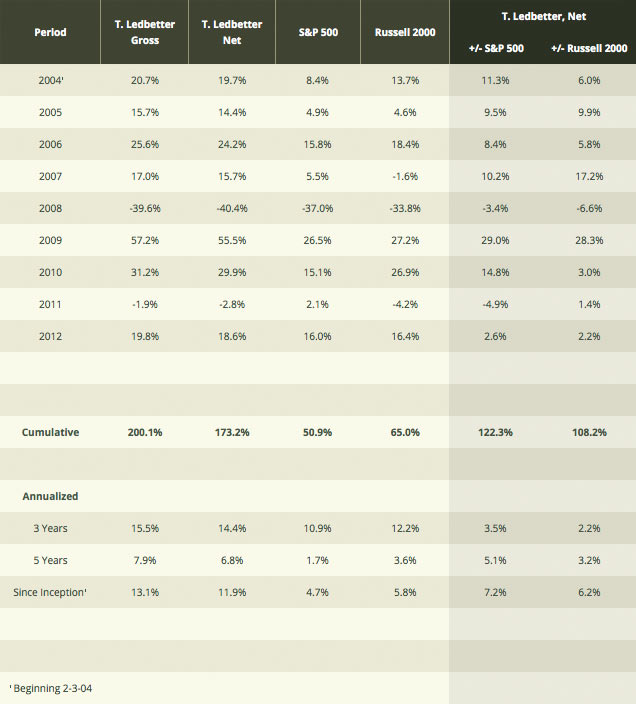 Period T. Ledbetter Gross T. Ledbetter Net S&P 500 Russell 2000 T. Ledbetter, Net
+/- S&P 500 +/- Russell 2000
2004' 20.7% 19.7% 8.4% 13.7% 11.3% 6.0%
2005 15.7% 14.4% 4.9% 4.6% 9.5% 9.9%
2006 25.6% 24.2% 15.8% 18.4% 8.4% 5.8%
2007 17.0% 15.7% 5.5% -1.6% 10.2% 17.2%
2008 -39.6% -40.4% -37.0% -33.8% -3.4% -6.6%
2009 57.2% 55.5% 26.5% 27.2% 29.0% 28.3%
2010 31.2% 29.9% 15.1% 26.9% 14.8% 3.0%
2011 -1.9% -2.8% 2.1% -4.2% -4.9% 1.4%
2012 19.8% 18.6% 16.0% 16.4% 2.6% 2.2%
Cumulative 200.1% 173.2% 50.9% 65.0% 122.3% 108.2%
Annualized
3 Years 15.5% 14.4% 10.9% 12.2% 3.5% 2.2%
5 Years 7.9% 6.8% 1.7% 3.6% 5.1% 3.2%
Since Inception' 13.1% 11.9% 4.7% 5.8% 7.2% 6.2%
' Beginning 2-3-04